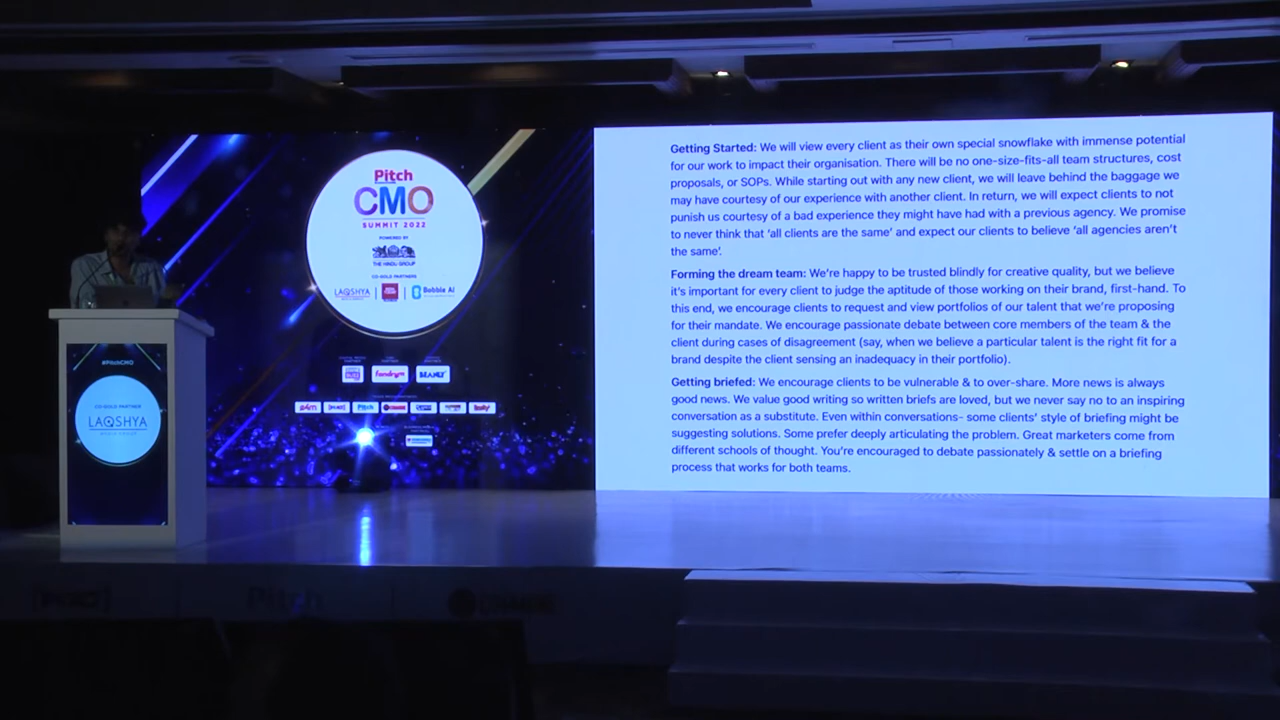 Pitch
CMO
SUMMIT 2022
POWERED BY
THE HINDU GROUP
CO-GOLD PARTNERS
LAQSHYA
Bobble AI
Pitch
#PitchCMO
CO-GOLD PARTNER
LAQSHYA
MEDIA GROUP
Getting Started: We will view every client as their own special snowflake with immense potential
for our work to impact their organisation. There will be no one-size-fits-all team structures, cost
proposals, or SOPs. While starting out with any new client, we will leave behind the baggage we
may have courtesy of our experience with another client. In return, we will expect clients to not
punish us courtesy of a bad experience they might have had with a previous agency. We promise
to never think that ‘all clients are the same’ and expect our clients to believe ‘all agencies aren’t
the same’.
Forming the dream team: We’re happy to be trusted blindly for creative quality, but we believe
it’s important for every client to judge the aptitude of those working on their brand, first-hand. To
this end, we encourage clients to request and view portfolios of our talent that we’re proposing
for their mandate. We encourage passionate debate between core members of the team & the
client during cases of disagreement (say, when we believe a particular talent is the right fit for a
brand despite the client sensing an inadequacy in their portfolio).
Getting briefed: We encourage clients to be vulnerable & to over-share. More news is always
good news. We value good writing so written briefs are loved, but we never say no to an inspiring
conversation as a substitute. Even within conversations- some clients’ style of briefing might be
suggesting solutions. Some prefer deeply articulating the problem. Great marketers come from
different schools of thought. You’re encouraged to debate passionately & settle on a briefing
process that works for both teams.
Pitch